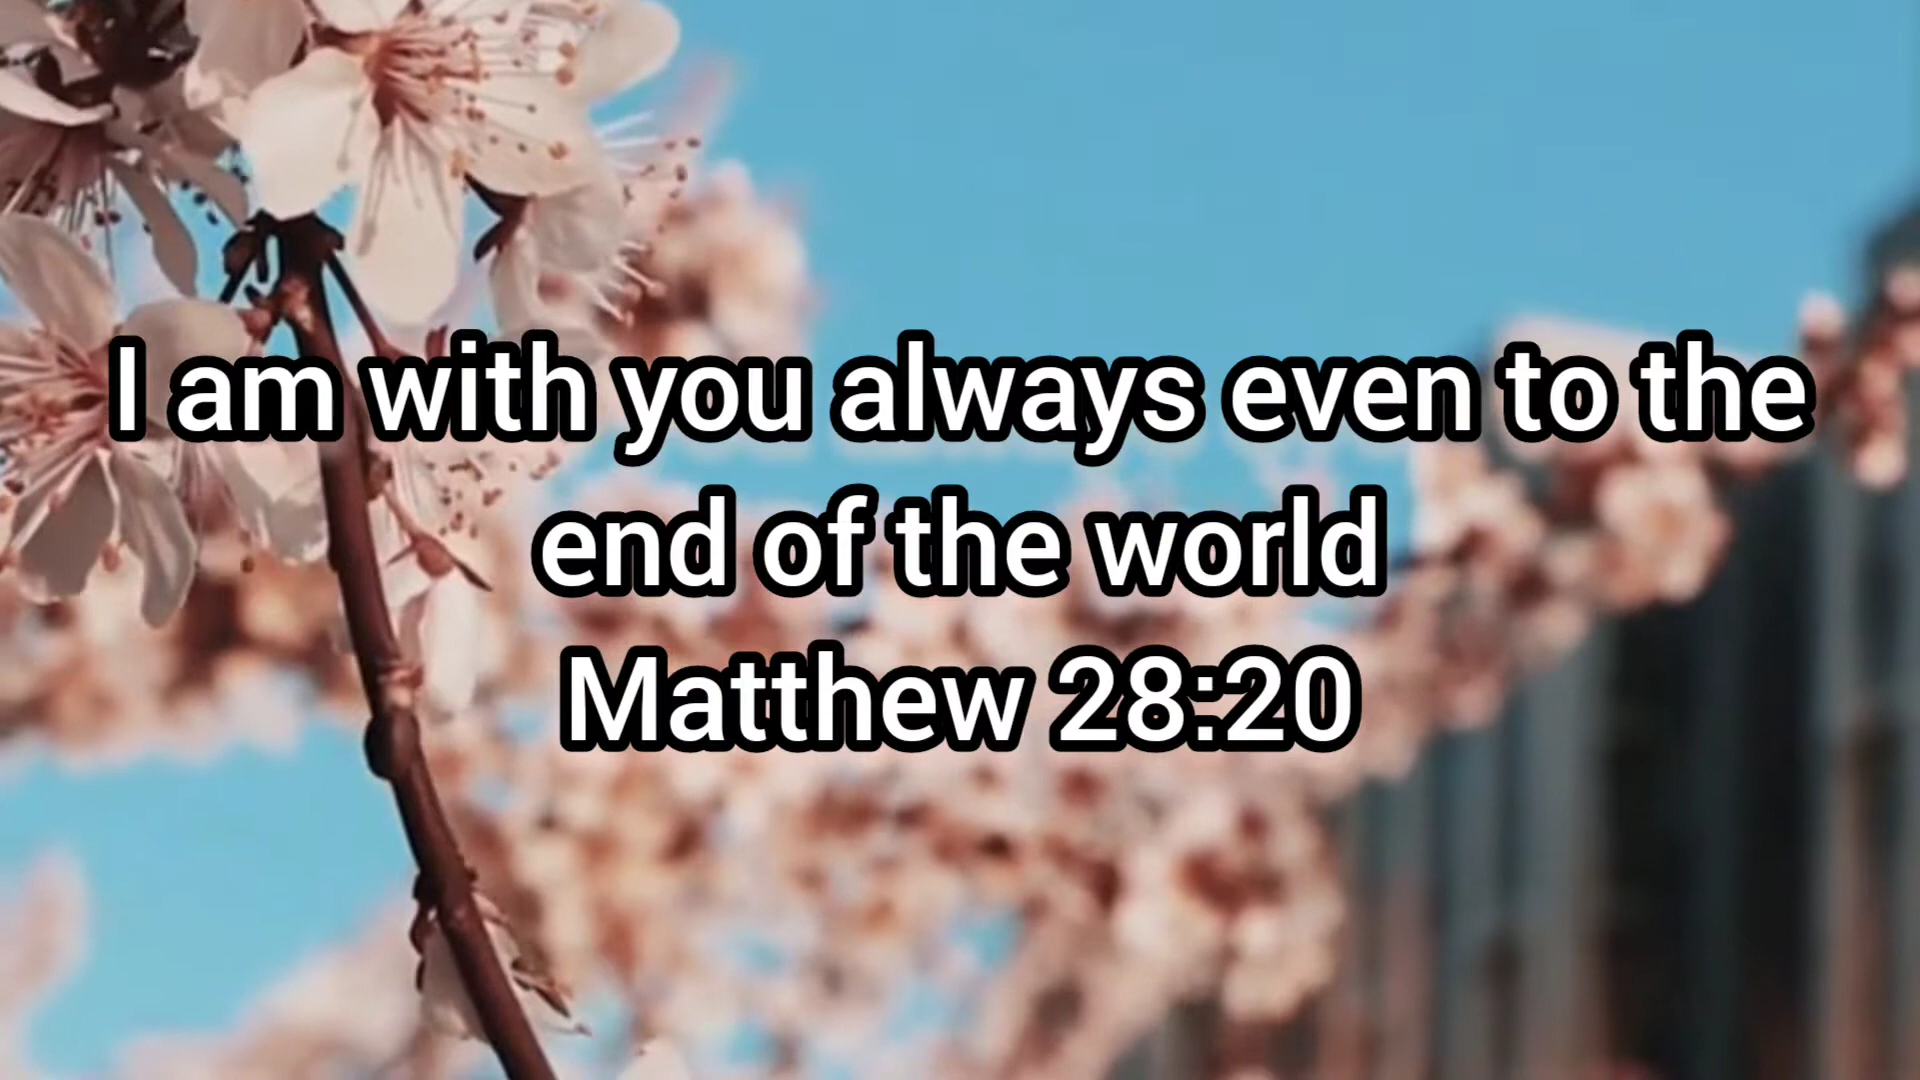 I am with you always even to the
end of the world
Matthew 28:20